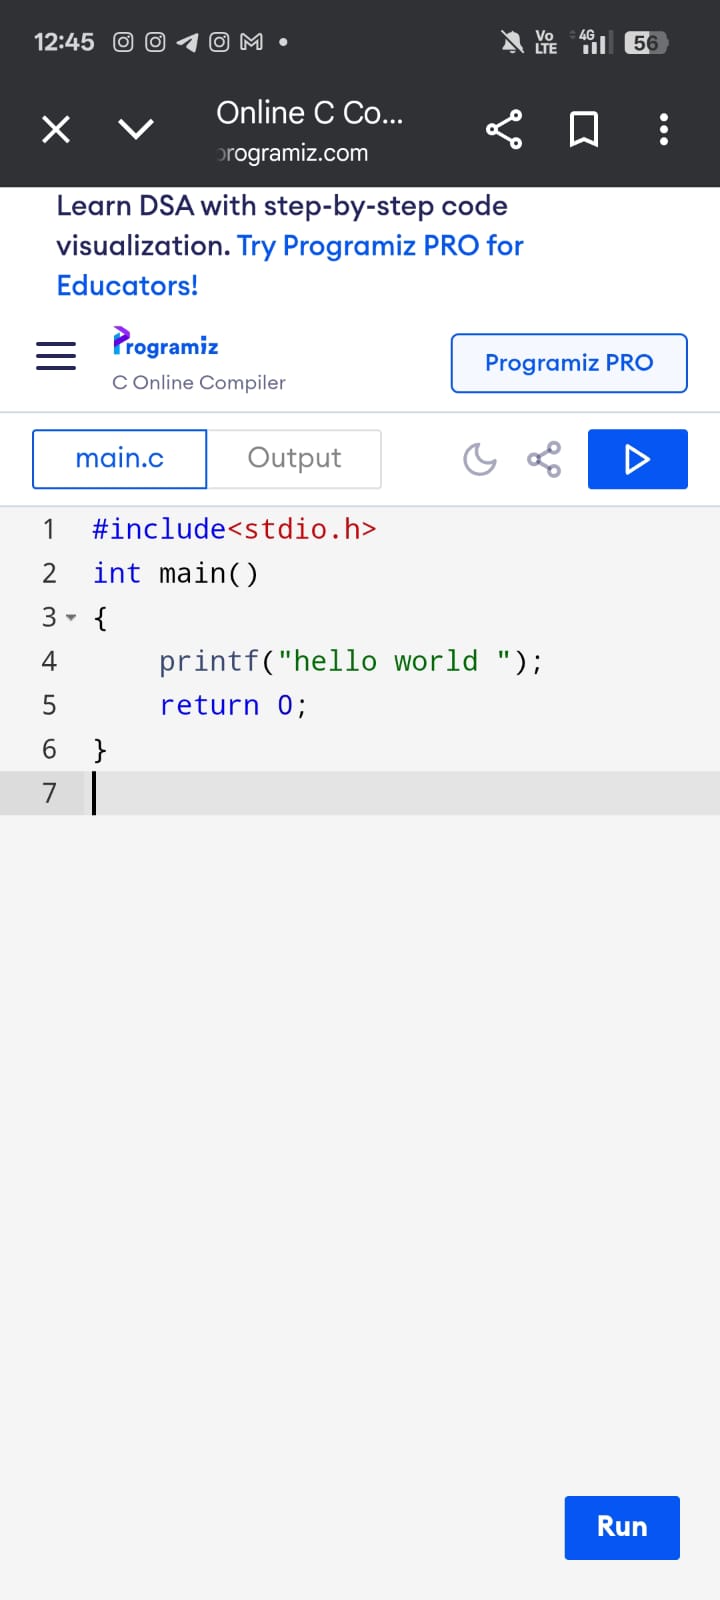 12:45
Vo LTE 4G 56
Online C Co...
programiz.com
Learn DSA with step-by-step code
visualization. Try Programiz PRO for
Educators!
Programiz
C Online Compiler
Programiz PRO
main.c
Output
1 #include<stdio.h>
2 int main()
3 {
4     printf("hello world ");
5     return 0;
6 }
7
Run